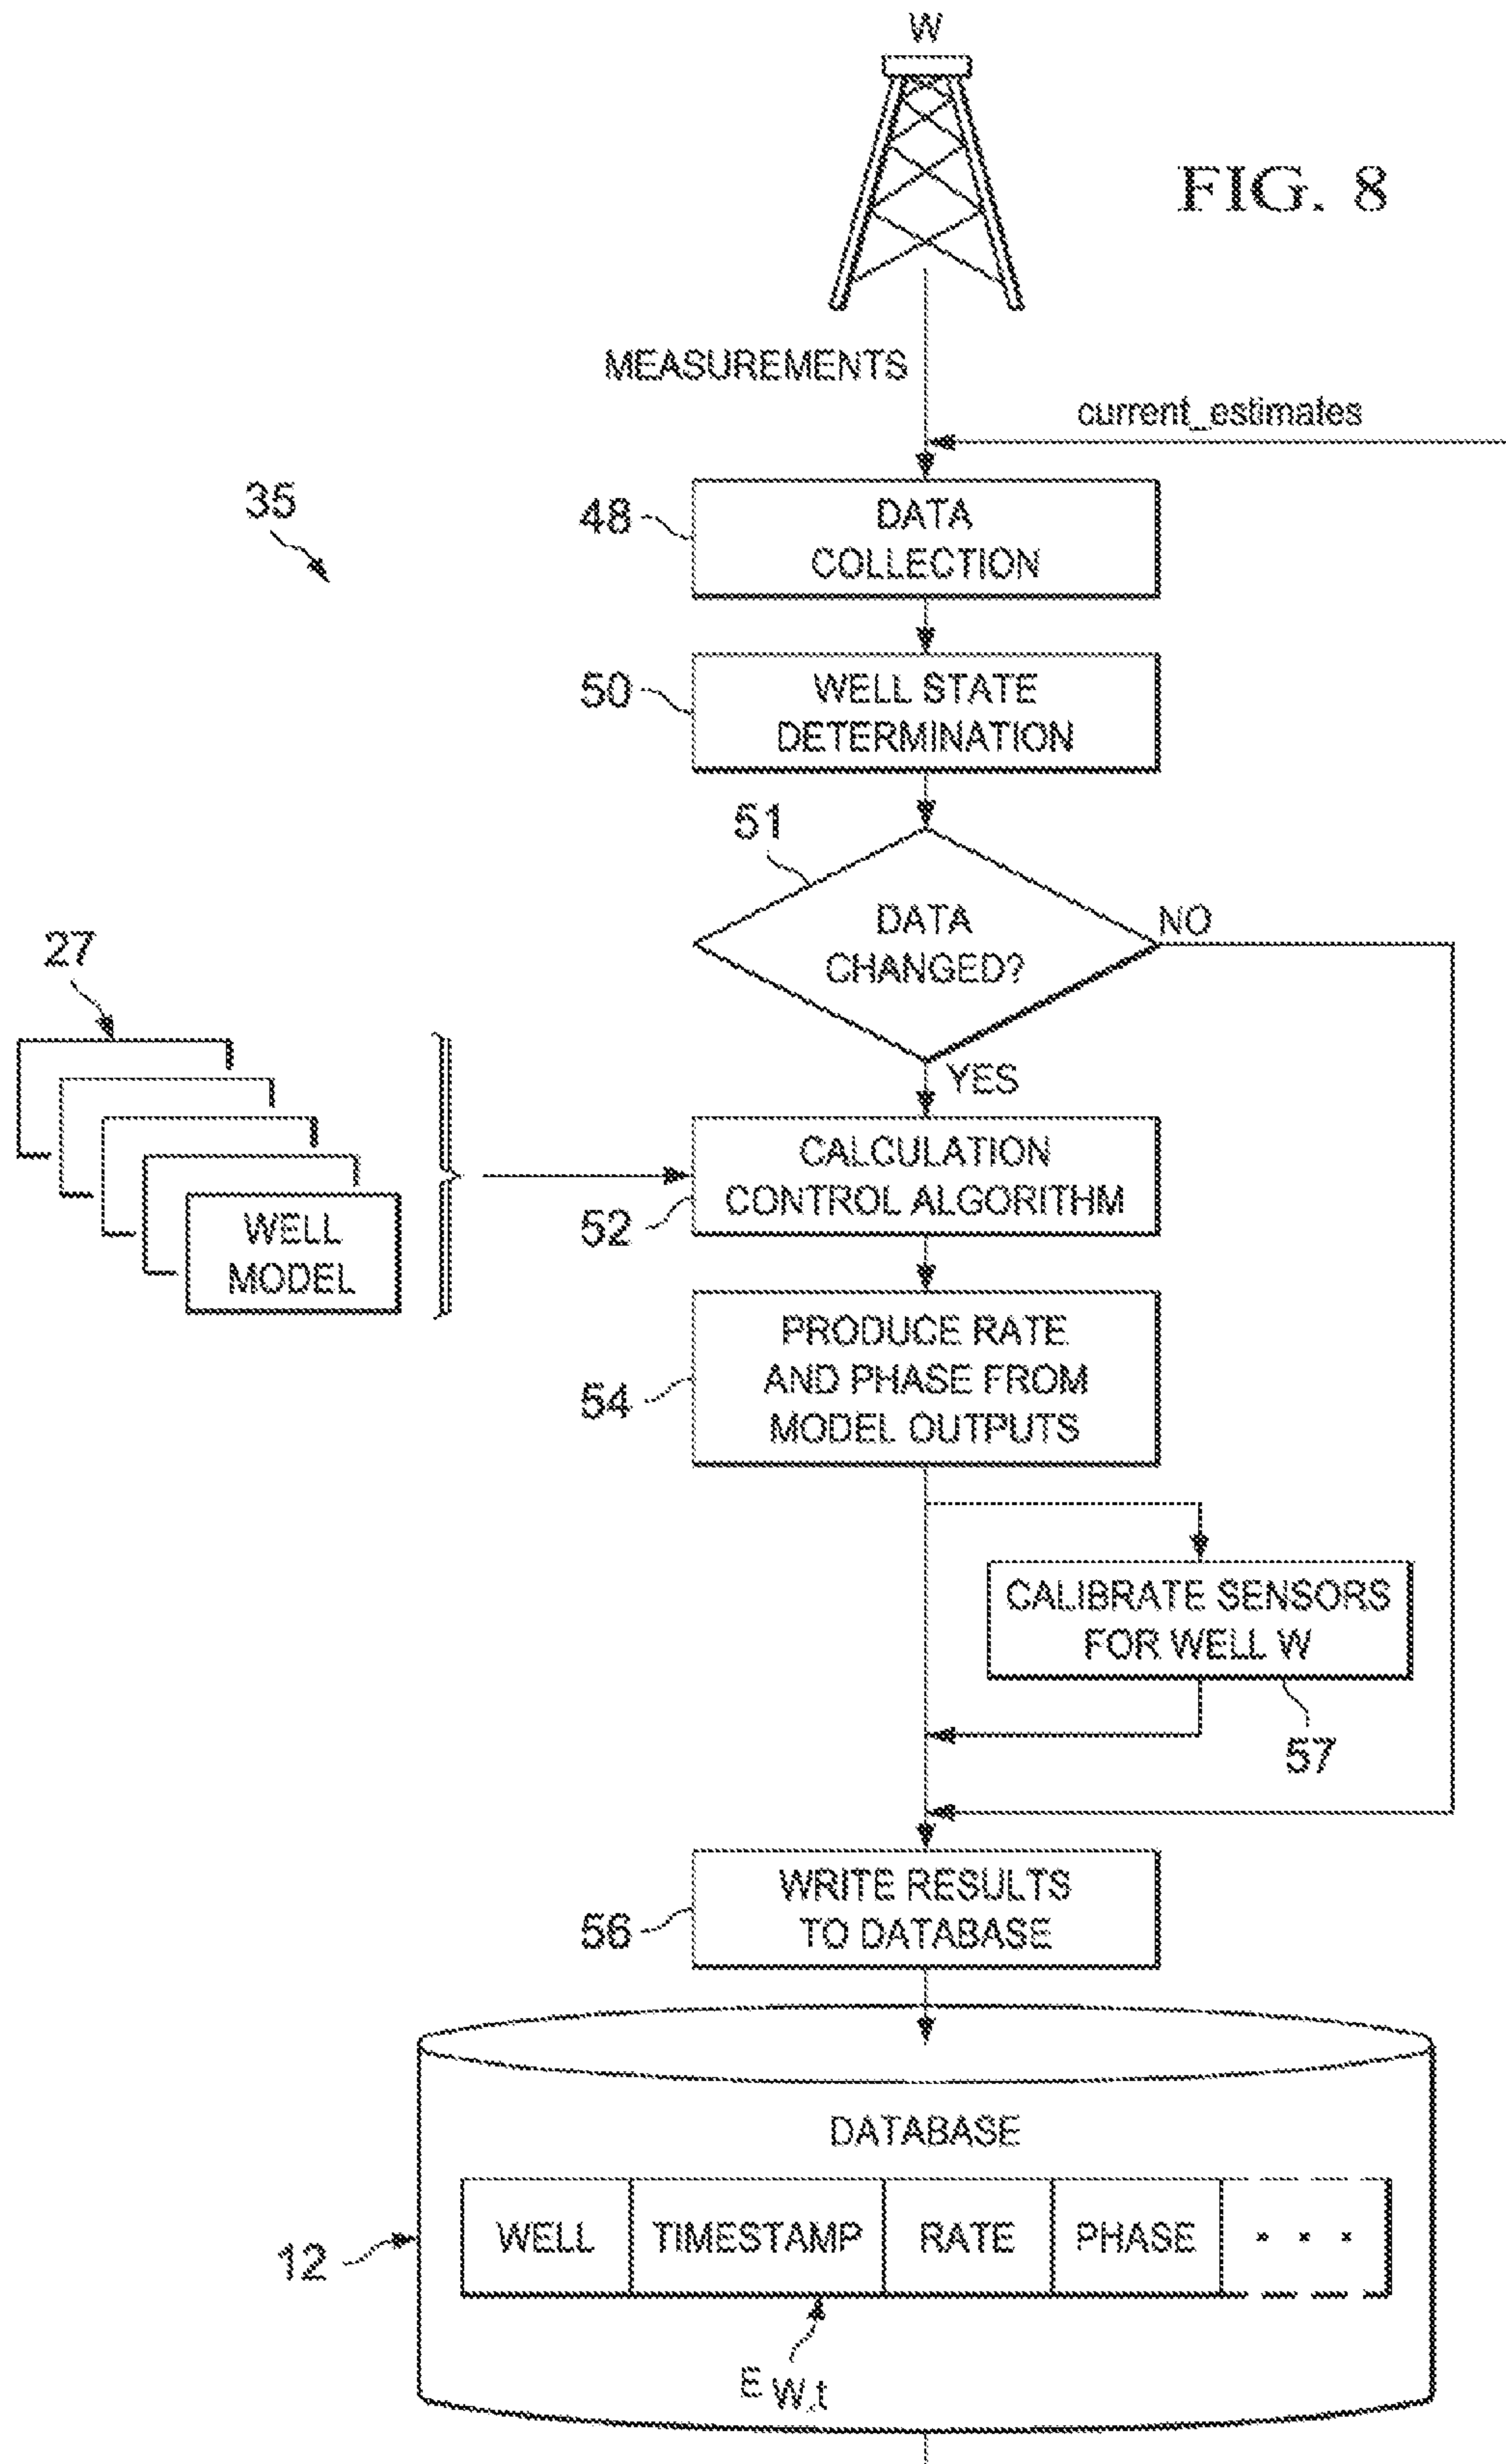 W
FIG. 8
MEASUREMENTS
current_estimates
35
48
DATA
COLLECTION
50
WELL STATE
DETERMINATION
51
DATA
CHANGED?
NO
27
YES
WELL
MODEL
CALCULATION
CONTROL ALGORITHM
52
PRODUCE RATE
AND PHASE FROM
MODEL OUTPUTS
54
CALIBRATE SENSORS
FOR WELL W
57
WRITE RESULTS
TO DATABASE
56
DATABASE
WELL TIMESTAMP RATE PHASE . . .
12
E W,t